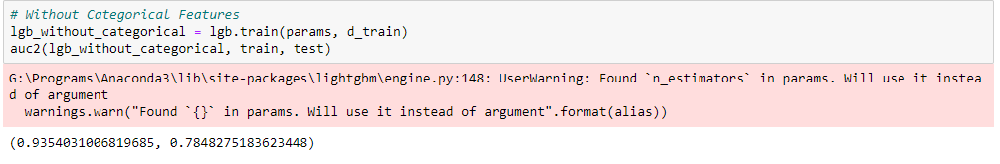 # Without Categorical Features
lgb_without_categorical = lgb.train(params, d_train)
auc2(lgb_without_categorical, train, test)
G:\Programs\Anaconda3\lib\site-packages\lightgbm\engine.py:148: UserWarning: Found `n_estimators` in params. Will use it instea
d of argument
  warnings.warn("Found `{}` in params. Will use it instead of argument".format(alias))
(0.9354031006819685, 0.7848275183623448)